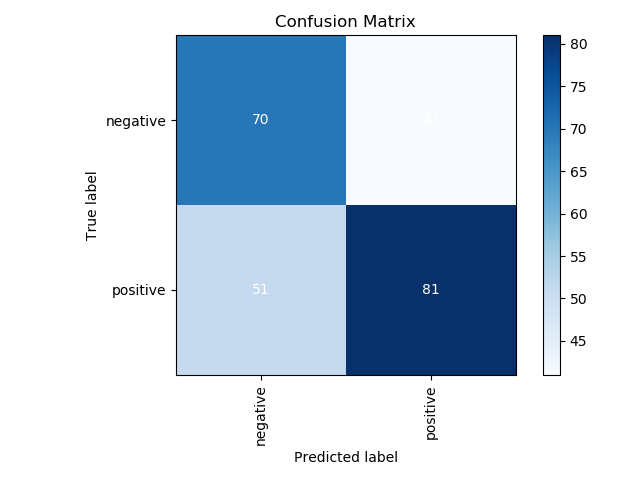 Confusion Matrix
negative
70
41
positive
51
81
True label
negative
positive
Predicted label
80
75
70
65
60
55
50
45